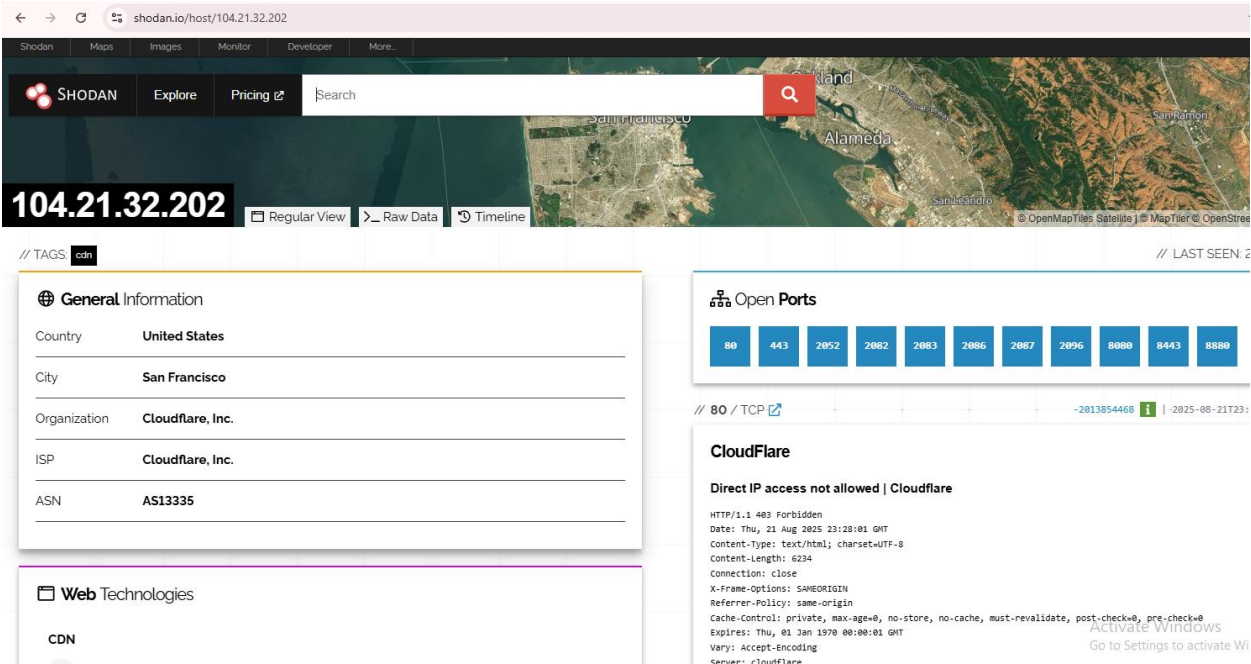 shodan.io/host/104.21.32.202
Shodan Maps Images Monitor Developer More...
SHODAN Explore Pricing Search
Oakland
San Francisco
Alameda
San Ramon
San Leandro
104.21.32.202
Regular View >_ Raw Data Timeline
© OpenMapTiles Satellite | © MapTiler © OpenStree
// TAGS: cdn
// LAST SEEN: 2
General Information
Country United States
City San Francisco
Organization Cloudflare, Inc.
ISP Cloudflare, Inc.
ASN AS13335
Web Technologies
CDN
Open Ports
80 443 2052 2082 2083 2086 2087 2096 8080 8443 8880
// 80 / TCP
-2013854468 i | 2025-08-21T23:
CloudFlare
Direct IP access not allowed | Cloudflare
HTTP/1.1 403 Forbidden
Date: Thu, 21 Aug 2025 23:28:01 GMT
Content-Type: text/html; charset=UTF-8
Content-Length: 6234
Connection: close
X-Frame-Options: SAMEORIGIN
Referrer-Policy: same-origin
Cache-Control: private, max-age=0, no-store, no-cache, must-revalidate, post-check=0, pre-check=0
Expires: Thu, 01 Jan 1970 00:00:01 GMT
Vary: Accept-Encoding
Server: cloudflare
Activate Windows
Go to Settings to activate Wi